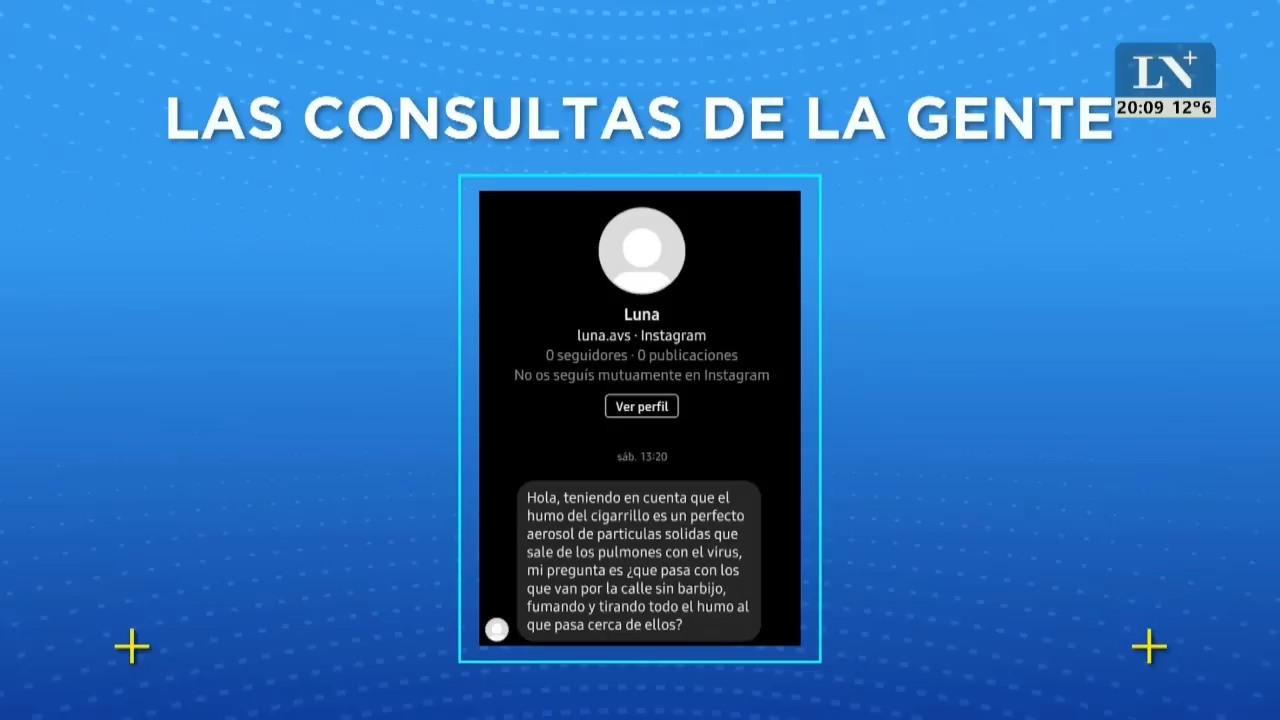 LN+
20:09 12°6
LAS CONSULTAS DE LA GENTE
Luna
luna.avs · Instagram
0 seguidores · 0 publicaciones
No os seguís mutuamente en Instagram
Ver perfil
sáb. 13:20
Hola, teniendo en cuenta que el
humo del cigarrillo es un perfecto
aerosol de particulas solidas que
sale de los pulmones con el virus,
mi pregunta es ¿que pasa con los
que van por la calle sin barbijo,
fumando y tirando todo el humo al
que pasa cerca de ellos?